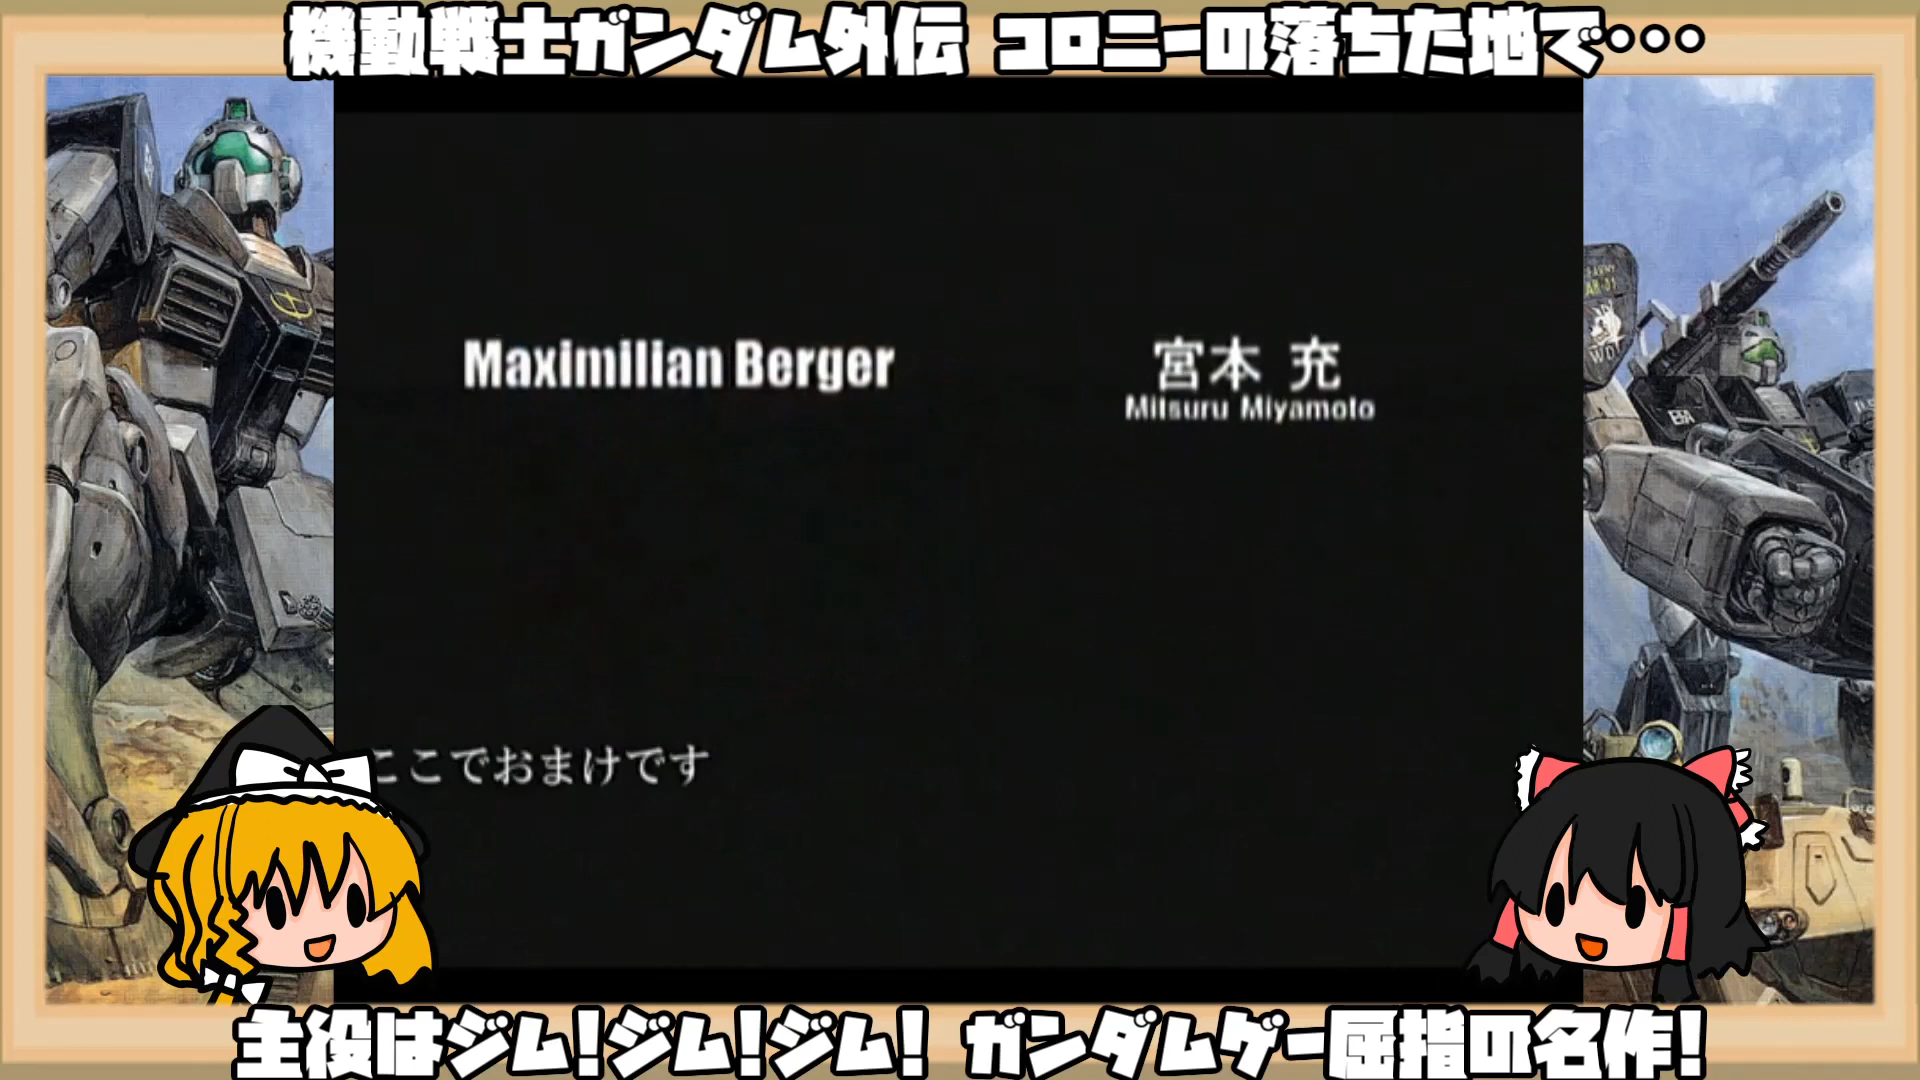 機動戦士ガンダム外伝 コロニーの落ちた地で・・・
Maximilian Berger
宮本 充
Mitsuru Miyamoto
ここでおまけです
WD
EFA
主役はジム!ジム!ジム! ガンダムゲー屈指の名作!